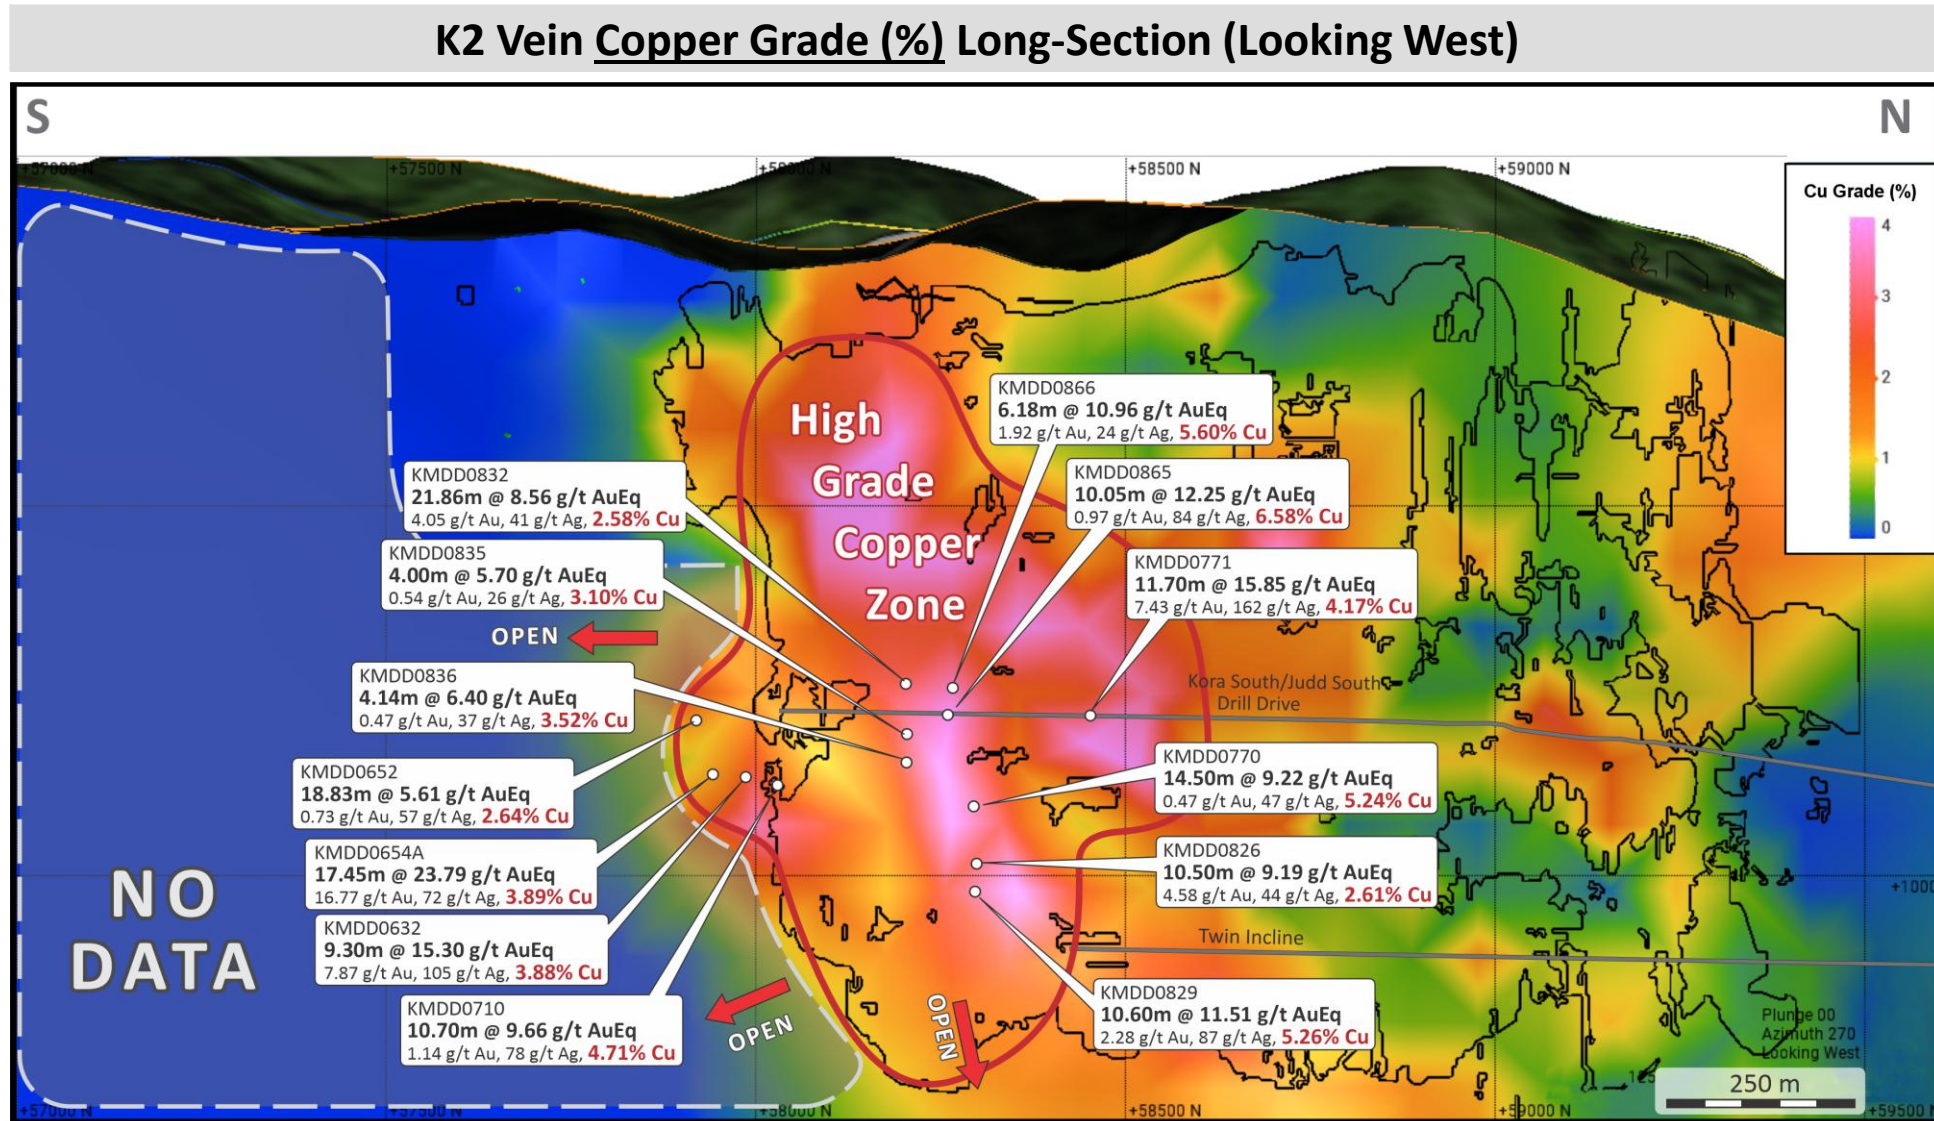 K2 Vein Copper Grade (%) Long-Section (Looking West)
S
N
+57000 N
+57500 N
+58000 N
+58500 N
+59000 N
Cu Grade (%)
4
3
2
1
0
High
Grade
Copper
Zone
KMDD0866
6.18m @ 10.96 g/t AuEq
1.92 g/t Au, 24 g/t Ag, 5.60% Cu
KMDD0865
10.05m @ 12.25 g/t AuEq
0.97 g/t Au, 84 g/t Ag, 6.58% Cu
KMDD0832
21.86m @ 8.56 g/t AuEq
4.05 g/t Au, 41 g/t Ag, 2.58% Cu
KMDD0835
4.00m @ 5.70 g/t AuEq
0.54 g/t Au, 26 g/t Ag, 3.10% Cu
KMDD0771
11.70m @ 15.85 g/t AuEq
7.43 g/t Au, 162 g/t Ag, 4.17% Cu
OPEN
KMDD0836
4.14m @ 6.40 g/t AuEq
0.47 g/t Au, 37 g/t Ag, 3.52% Cu
Kora South/Judd South
Drill Drive
KMDD0652
18.83m @ 5.61 g/t AuEq
0.73 g/t Au, 57 g/t Ag, 2.64% Cu
KMDD0770
14.50m @ 9.22 g/t AuEq
0.47 g/t Au, 47 g/t Ag, 5.24% Cu
KMDD0654A
17.45m @ 23.79 g/t AuEq
16.77 g/t Au, 72 g/t Ag, 3.89% Cu
KMDD0826
10.50m @ 9.19 g/t AuEq
4.58 g/t Au, 44 g/t Ag, 2.61% Cu
+1000
NO
DATA
KMDD0632
9.30m @ 15.30 g/t AuEq
7.87 g/t Au, 105 g/t Ag, 3.88% Cu
Twin Incline
KMDD0710
10.70m @ 9.66 g/t AuEq
1.14 g/t Au, 78 g/t Ag, 4.71% Cu
OPEN
OPEN
KMDD0829
10.60m @ 11.51 g/t AuEq
2.28 g/t Au, 87 g/t Ag, 5.26% Cu
Plunge 00
Azimuth 270
Looking West
250 m
+57000 N
+57500 N
+58000 N
+58500 N
+59000 N
+59500 N